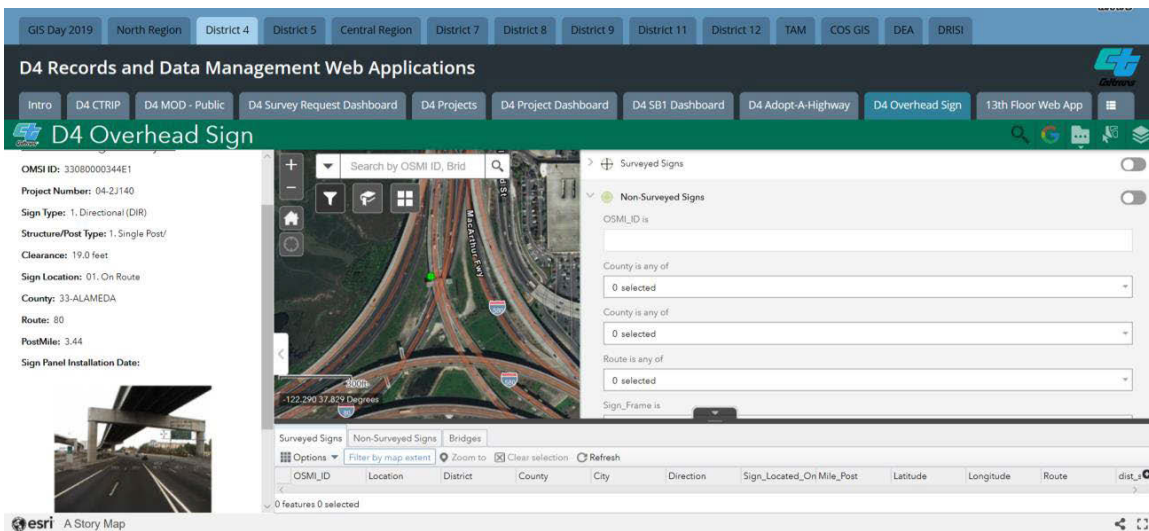 GIS Day 2019 North Region District 4 District 5 Central Region District 7 District 8 District 9 District 11 District 12 TAM COS GIS DEA DRISI
D4 Records and Data Management Web Applications
Intro D4 CTRIP D4 MOD - Public D4 Survey Request Dashboard D4 Projects D4 Project Dashboard D4 SB1 Dashboard D4 Adopt-A-Highway D4 Overhead Sign 13th Floor Web App
D4 Overhead Sign
OMSI ID: 33080000344E1
Project Number: 04-2J140
Sign Type: 1. Directional (DIR)
Structure/Post Type: 1. Single Post/
Clearance: 19.0 feet
Sign Location: 01. On Route
County: 33-ALAMEDA
Route: 80
PostMile: 3.44
Sign Panel Installation Date:
Search by OSMI ID, Brid
MacArthur Fwy
580
580
80
300ft
-122.290 37.829 Degrees
Surveyed Signs
Non-Surveyed Signs
OSMI_ID is
County is any of
0 selected
County is any of
0 selected
Route is any of
0 selected
Sign_Frame is
Surveyed Signs Non-Surveyed Signs Bridges
Options Filter by map extent Zoom to Clear selection Refresh
OSMI_ID Location District County City Direction Sign_Located_On Mile_Post Latitude Longitude Route dist_
0 features 0 selected
esri A Story Map